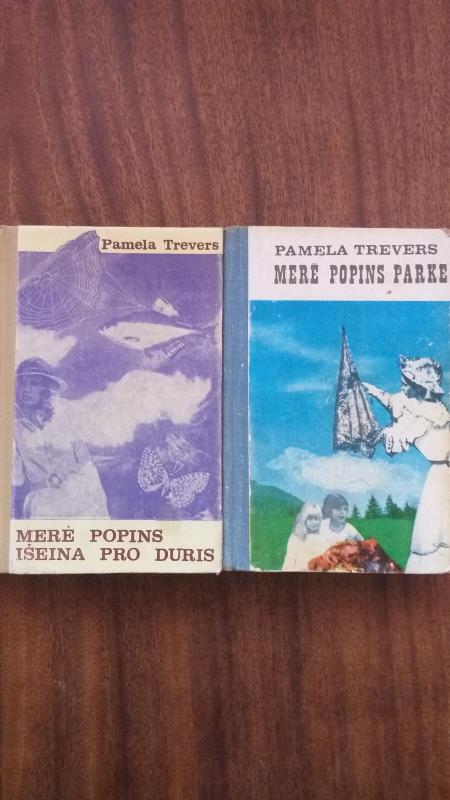 Pamela Trevers
MERĖ POPINS
IŠEINA PRO DURIS
PAMELA TREVERS
MERĖ POPINS PARKE